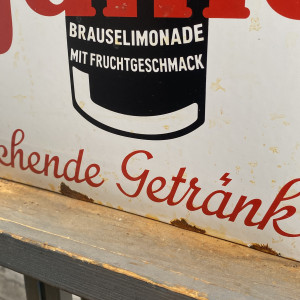 BRAUSELIMONADE
MIT FRUCHTGESCHMACK
chende Getränk